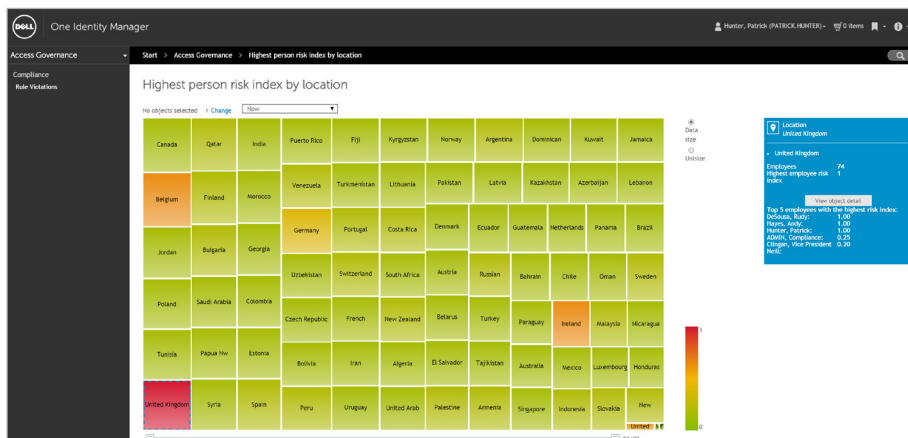 DELL One Identity Manager
Hunter, Patrick (PATRICK.HUNTER) 0 items
Access Governance
Start > Access Governance > Highest person risk index by location
Compliance
Rule Violations
Highest person risk index by location
No objects selected Change Now
Data size
Unisize
Canada Qatar India Puerto Rico Fiji Kyrgyzstan Norway Argentina Dominican Kuwait Jamaica
Belgium Finland Morocco Venezuela Turkmenistan Lithuania Pakistan Latvia Kazakhstan Azerbaijan Lebanon
Jordan Bulgaria Georgia Germany Portugal Costa Rica Denmark Ecuador Guatemala Netherlands Panama Brazil
Poland Saudi Arabia Colombia Uzbekistan Switzerland South Africa Austria Russian Bahrain Chile Oman Sweden
Czech Republic French New Zealand Belarus Turkey Paraguay Ireland Malaysia Nicaragua
Tunisia Papua Nw Estonia Bolivia Iran Algeria El Salvador Tajikistan Australia Mexico Luxembourg Honduras
United Kingdom Syria Spain Peru Uruguay United Arab Palestine Armenia Singapore Indonesia Slovakia New
United
1
0
Location
United Kingdom
United Kingdom
Employees 74
Highest employee risk index 1
View object detail
Top 5 employees with the highest risk index:
DeSousa, Rudy: 1.00
Hayes, Andy: 1.00
Hunter, Patrick: 1.00
ADMIN, Compliance: 0.25
Clingan, Vice President 0.20
Neill: